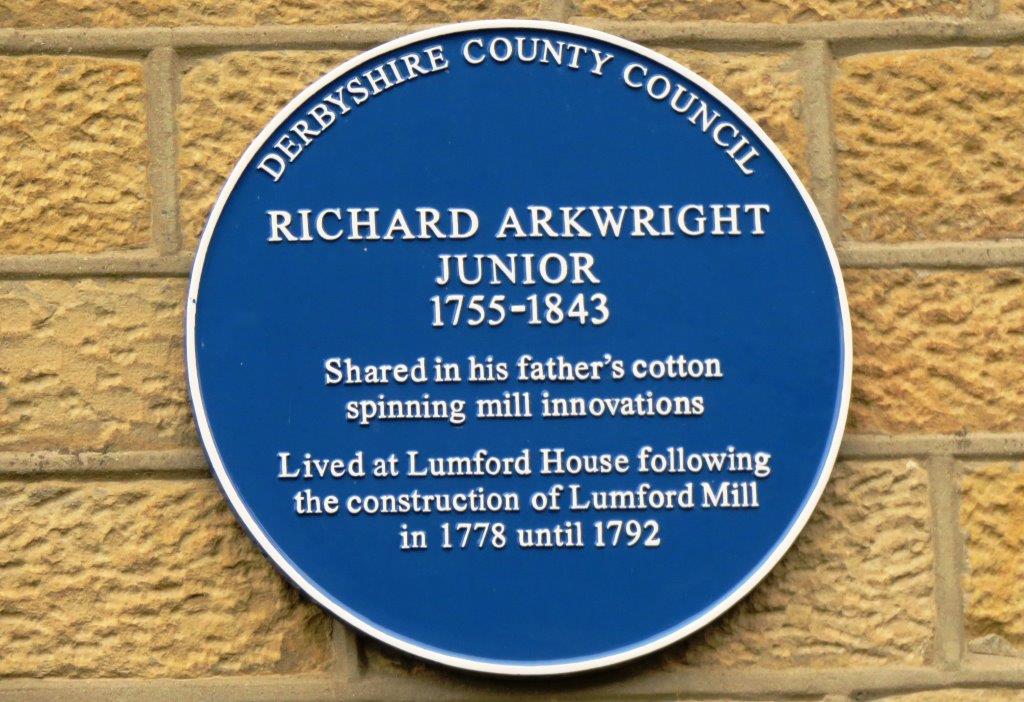 DERBYSHIRE COUNTY COUNCIL
RICHARD ARKWRIGHT
JUNIOR
1755-1843
Shared in his father's cotton
spinning mill innovations
Lived at Lumford House following
the construction of Lumford Mill
in 1778 until 1792